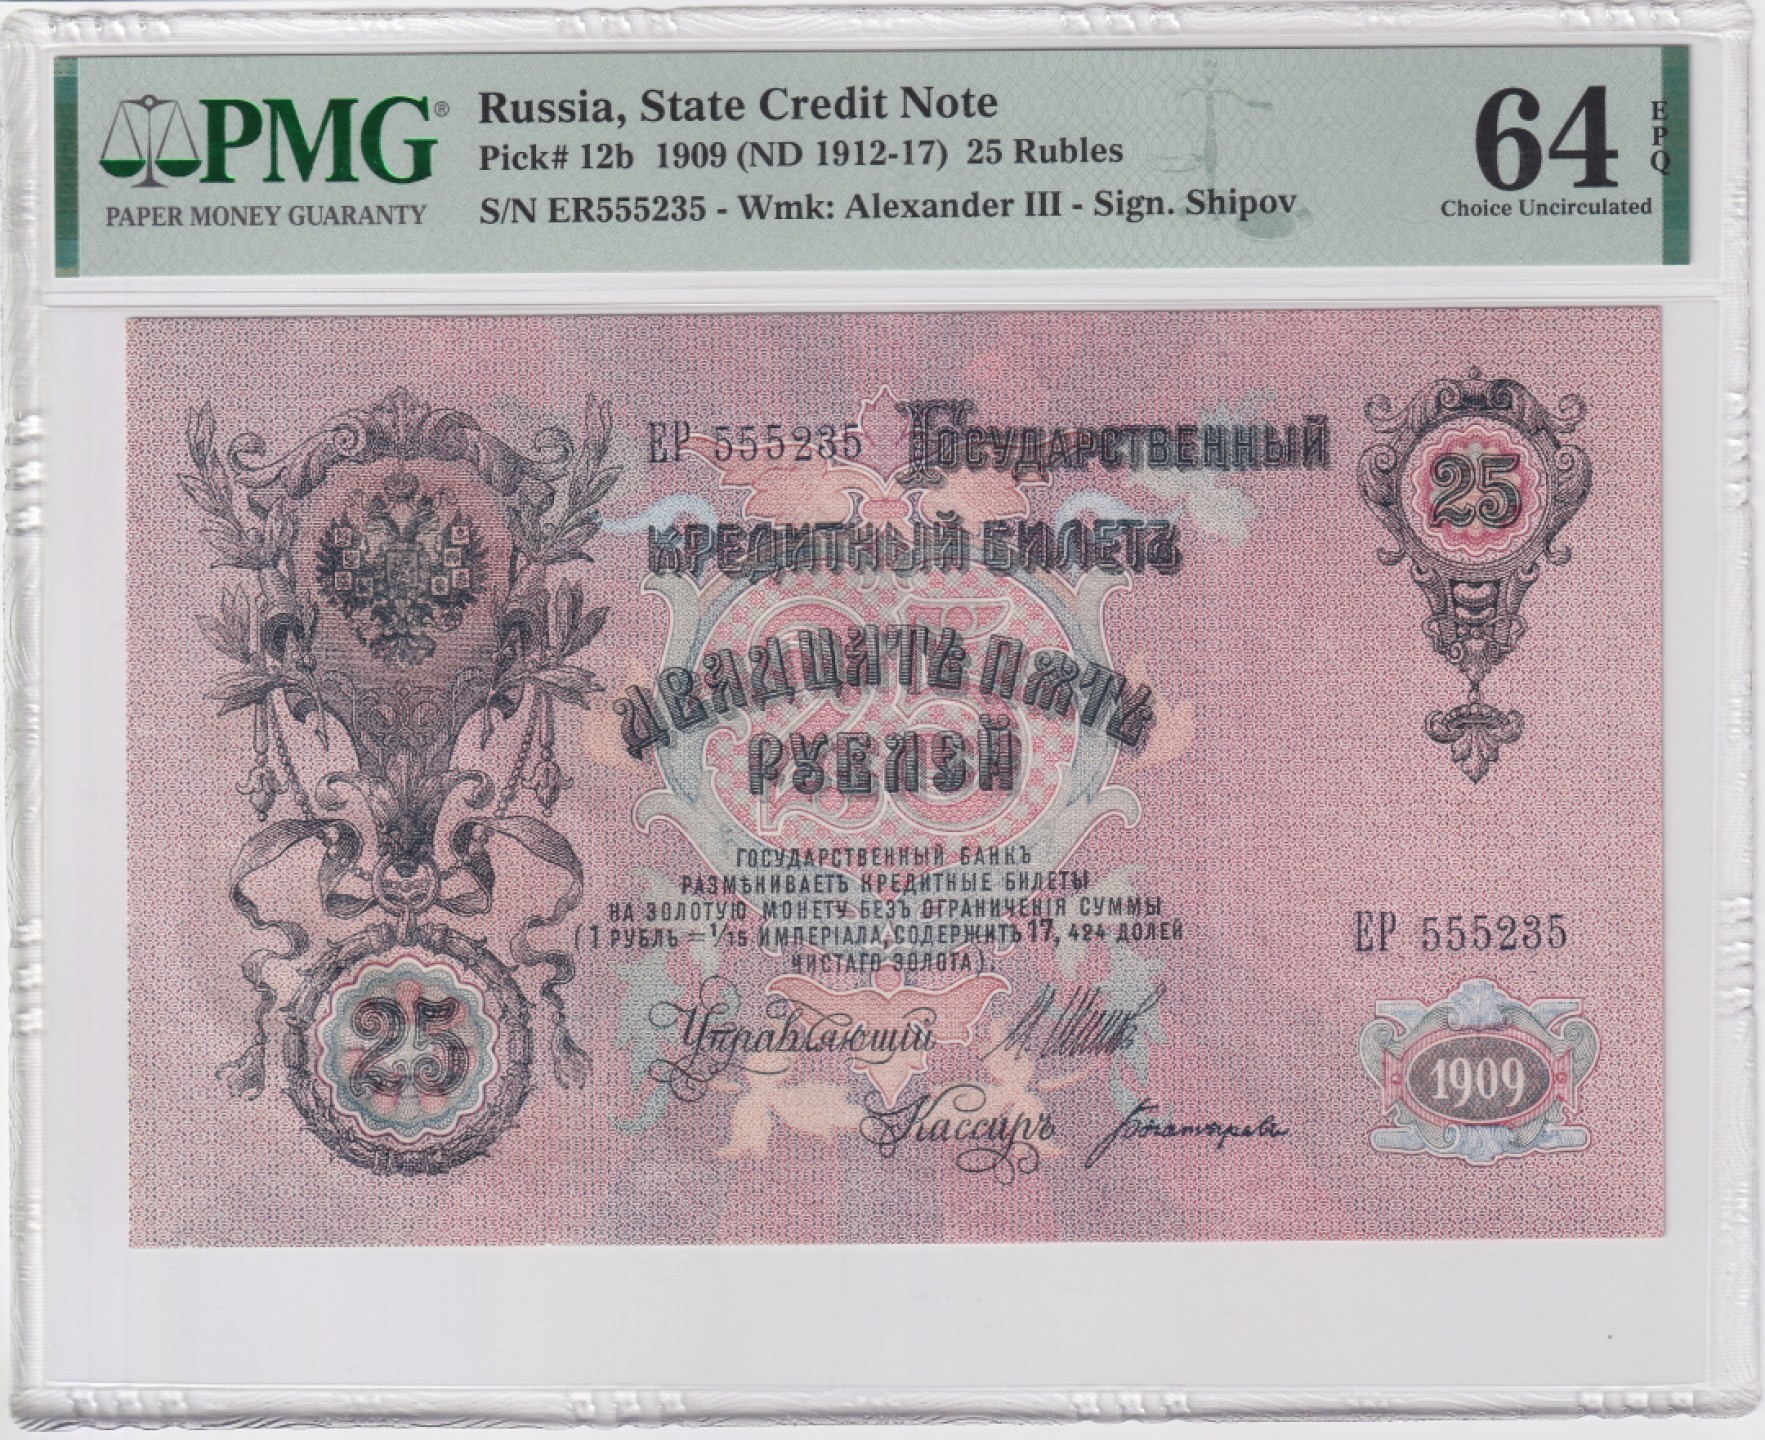 PMG®
PAPER MONEY GUARANTY
Russia, State Credit Note
Pick# 12b 1909 (ND 1912-17) 25 Rubles
S/N ER555235 - Wmk: Alexander III - Sign. Shipov
64
EPQ
Choice Uncirculated
ЕР 555235
ГОСУДАРСТВЕННЫЙ
КРЕДИТНЫЙ БИЛЕТЪ
25
25
ДВАДЦАТЬ ПЯТЬ
РУБЛЕЙ
ГОСУДАРСТВЕННЫЙ БАНКЪ
РАЗМѢНИВАЕТЪ КРЕДИТНЫЕ БИЛЕТЫ
НА ЗОЛОТУЮ МОНЕТУ БЕЗЪ ОГРАНИЧЕНІЯ СУММЫ
(1 РУБЛЬ = 1/15 ИМПЕРІАЛА, СОДЕРЖИТЪ 17, 424 ДОЛЕЙ
ЧИСТАГО ЗОЛОТА).
ЕР 555235
25
Управляющій
Кассиръ
1909